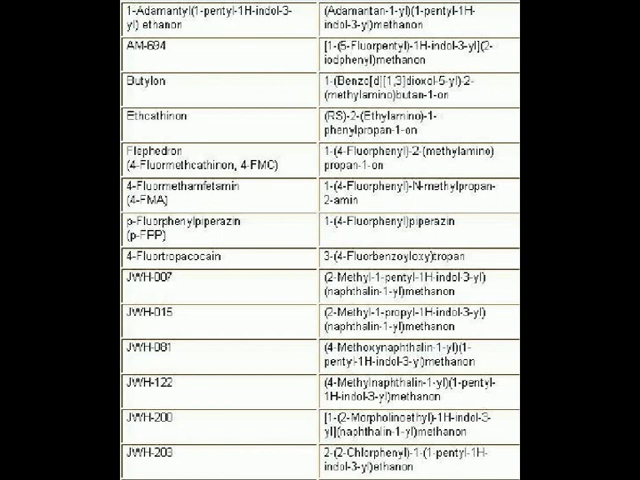 1-Adamantyl(1-pentyl-1H-indol-3-
yl) ethanon
(Adamantan-1-yl)(1-pentyl-1H-
indol-3-yl)methanon
AM-694
[1-(5-Fluorpentyl)-1H-indol-3-yl](2-
iodphenyl)methanon
Butylon
1-(Benzo[d][1,3]dioxol-5-yl)-2-
(methylamino)butan-1-on
Ethcathinon
(RS)-2-(Ethylamino)-1-
phenylpropan-1-on
Flephedron
(4-Fluormethcathinon, 4-FMC)
1-(4-Fluorphenyl)-2-(methylamino)
propan-1-on
4-Fluormethamfetamin
(4-FMA)
1-(4-Fluorphenyl)-N-methylpropan-
2-amin
p-Fluorphenylpiperazin
(p-FPP)
1-(4-Fluorphenyl)piperazin
4-Fluortropacocain
3-(4-Fluorbenzoyloxy)tropan
JWH-007
(2-Methyl-1-pentyl-1H-indol-3-yl)
(naphthalin-1-yl)methanon
JWH-015
(2-Methyl-1-propyl-1H-indol-3-yl)
(naphthalin-1-yl)methanon
JWH-081
(4-Methoxynaphthalin-1-yl)(1-
pentyl-1H-indol-3-yl)methanon
JWH-122
(4-Methylnaphthalin-1-yl)(1-pentyl-
1H-indol-3-yl)methanon
JWH-200
[1-(2-Morpholinoethyl)-1H-indol-3-
yl](naphthalin-1-yl)methanon
JWH-203
2-(2-Chlorphenyl)-1-(1-pentyl-1H-
indol-3-yl)ethanon